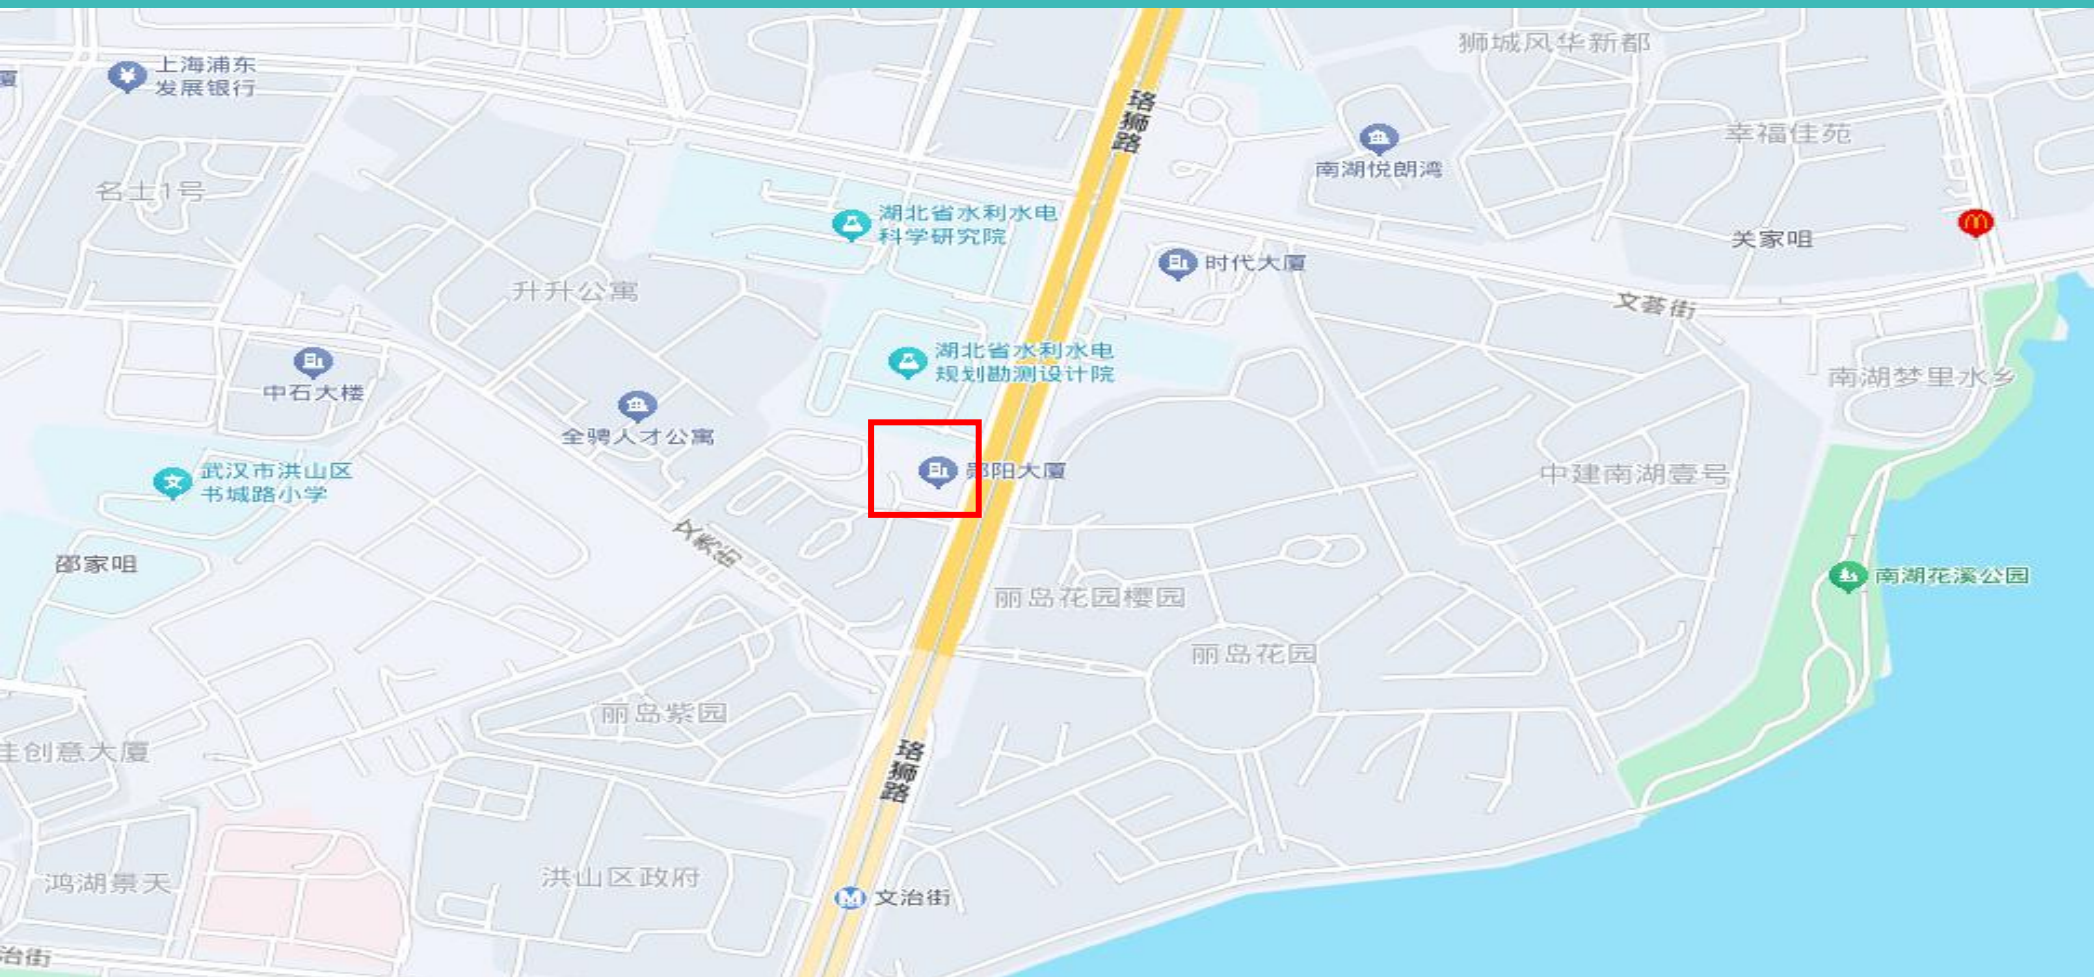 狮城风华新都
上海浦东
发展银行
厦
珞狮路
幸福佳苑
南湖悦朗湾
名士1号
湖北省水利水电
科学研究院
关家咀
时代大厦
升升公寓
文荟街
湖北省水利水电
规划勘测设计院
中石大楼
南湖梦里水乡
全骋人才公寓
武汉市洪山区
书城路小学
郧阳大厦
中建南湖壹号
文秀街
邵家咀
南湖花溪公园
丽岛花园樱园
丽岛花园
丽岛紫园
佳创意大厦
珞狮路
鸿湖景天
洪山区政府
文治街
治街